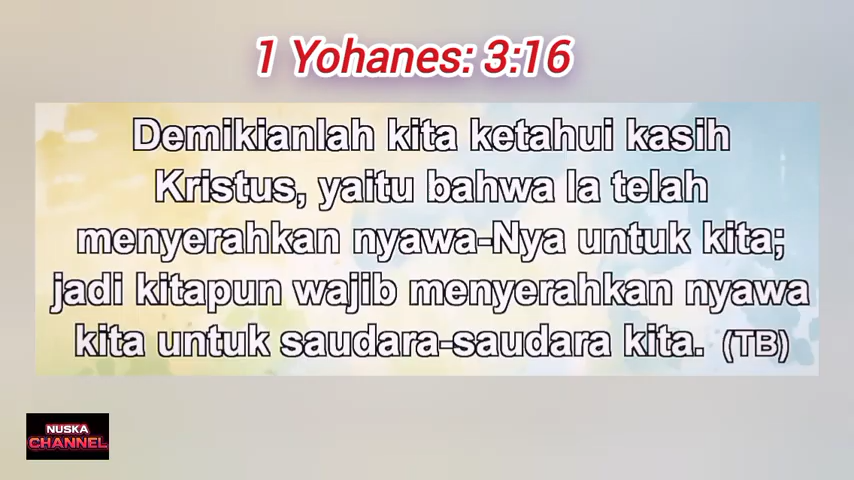 1 Yohanes: 3:16
Demikianlah kita ketahui kasih
Kristus, yaitu bahwa Ia telah
menyerahkan nyawa-Nya untuk kita;
jadi kitapun wajib menyerahkan nyawa
kita untuk saudara-saudara kita. (TB)
NUSKA
CHANNEL